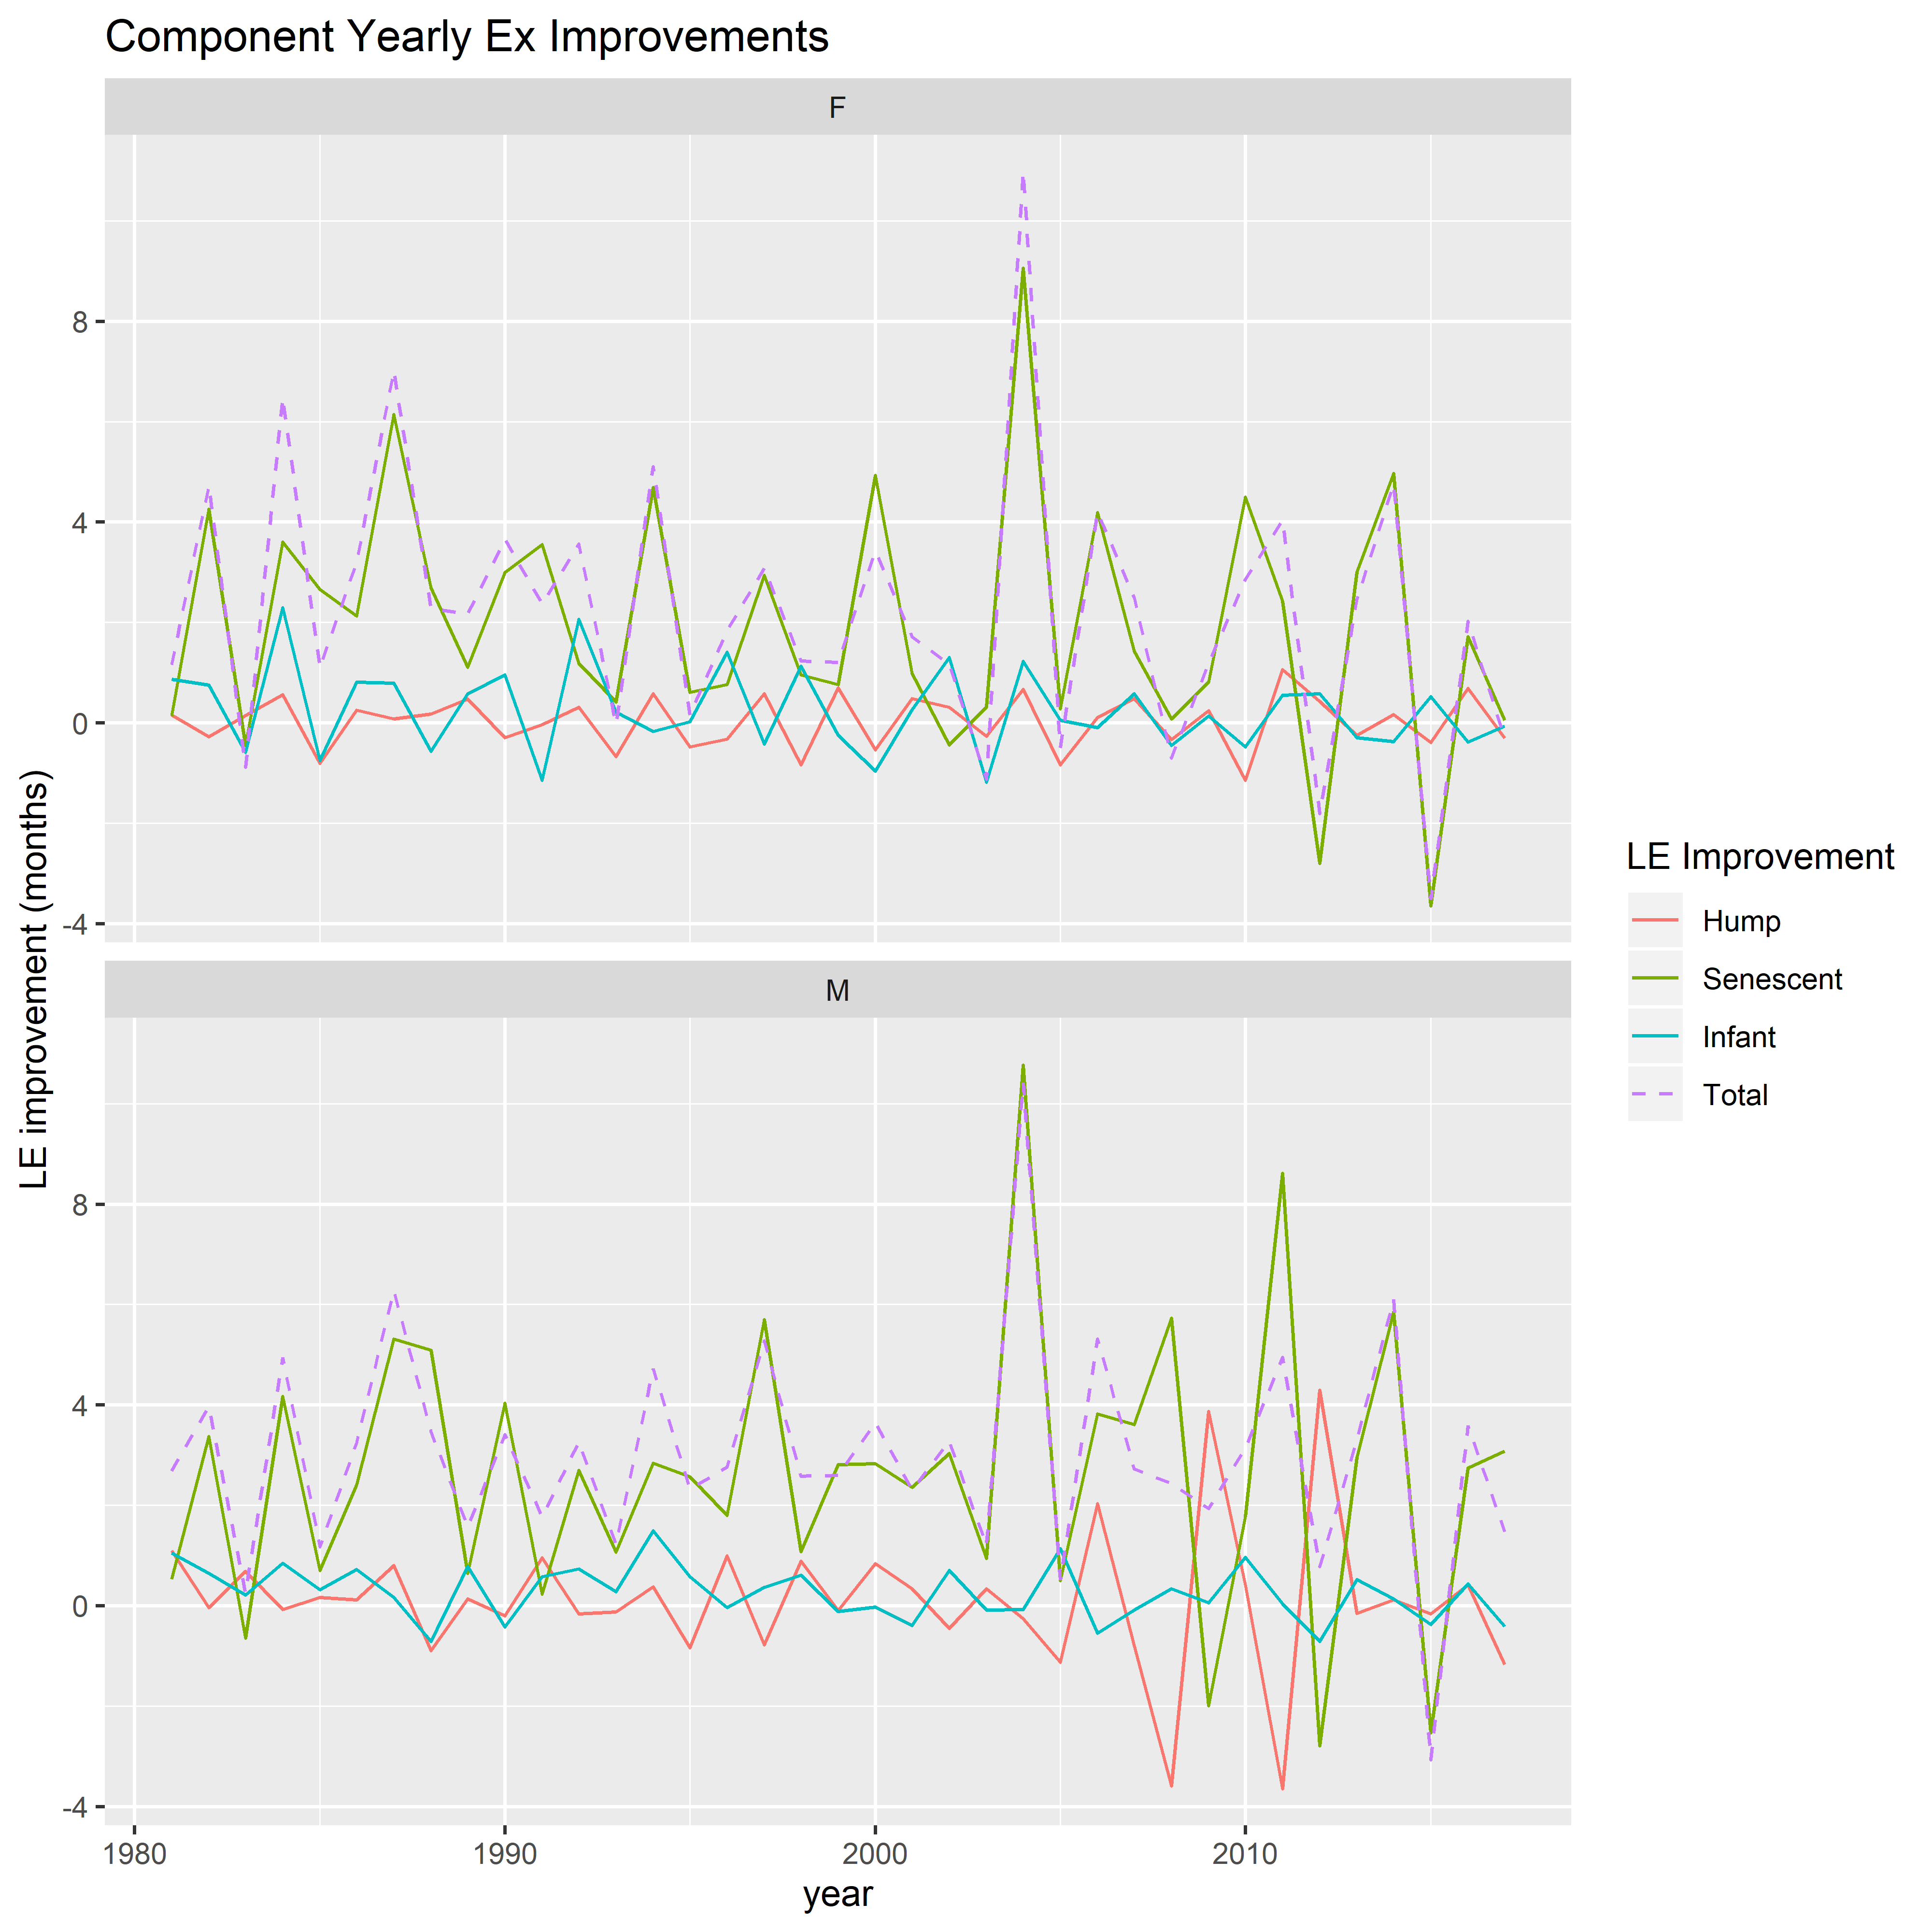 Component Yearly Ex Improvements
F
8
4
0
-4
M
8
4
0
-4
1980 1990 2000 2010
year
LE improvement (months)
LE Improvement
Hump
Senescent
Infant
Total